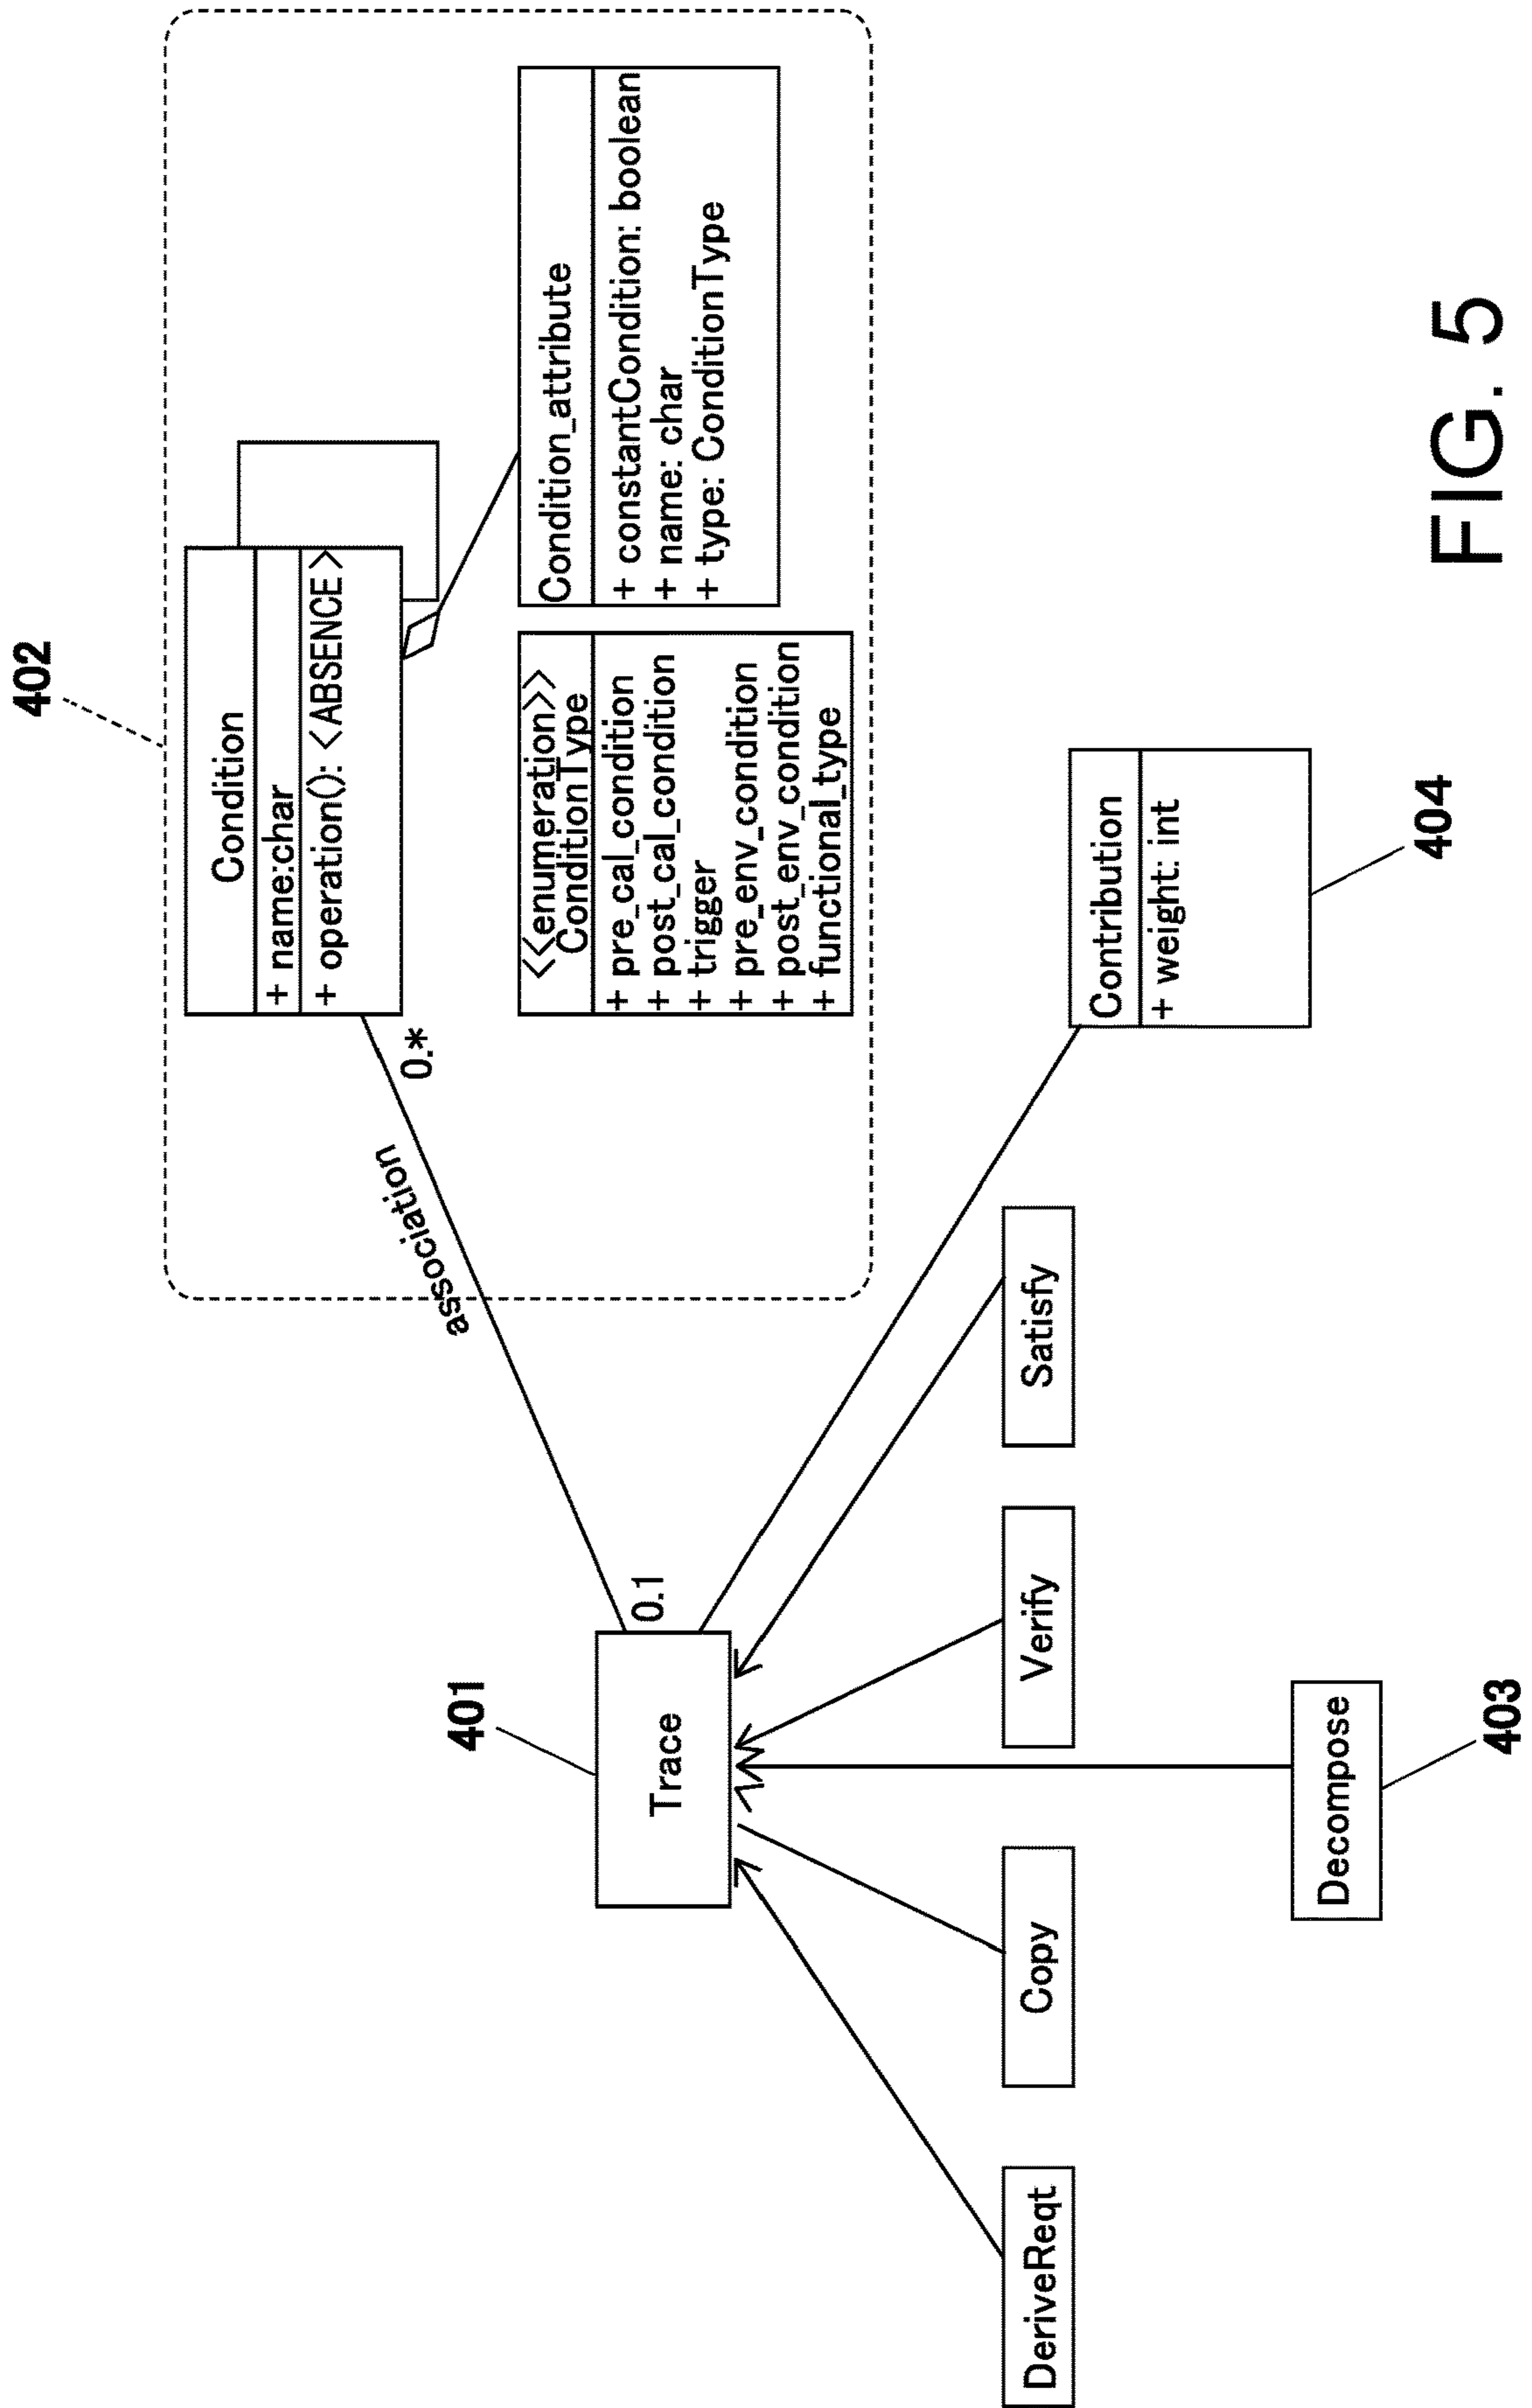 402
Condition
+ name:char
+ operation(): <ABSENCE>
<<enumeration>>
ConditionType
+ pre_cal_condition
+ post_cal_condition
+ trigger
+ pre_env_condition
+ post_env_condition
+ functional_type
Condition_attribute
+ constantCondition: boolean
+ name: char
+ type: ConditionType
association
0.*
0.1
401
Trace
DeriveReqt
Copy
Verify
Satisfy
Contribution
+ weight: int
404
Decompose
403
FIG. 5